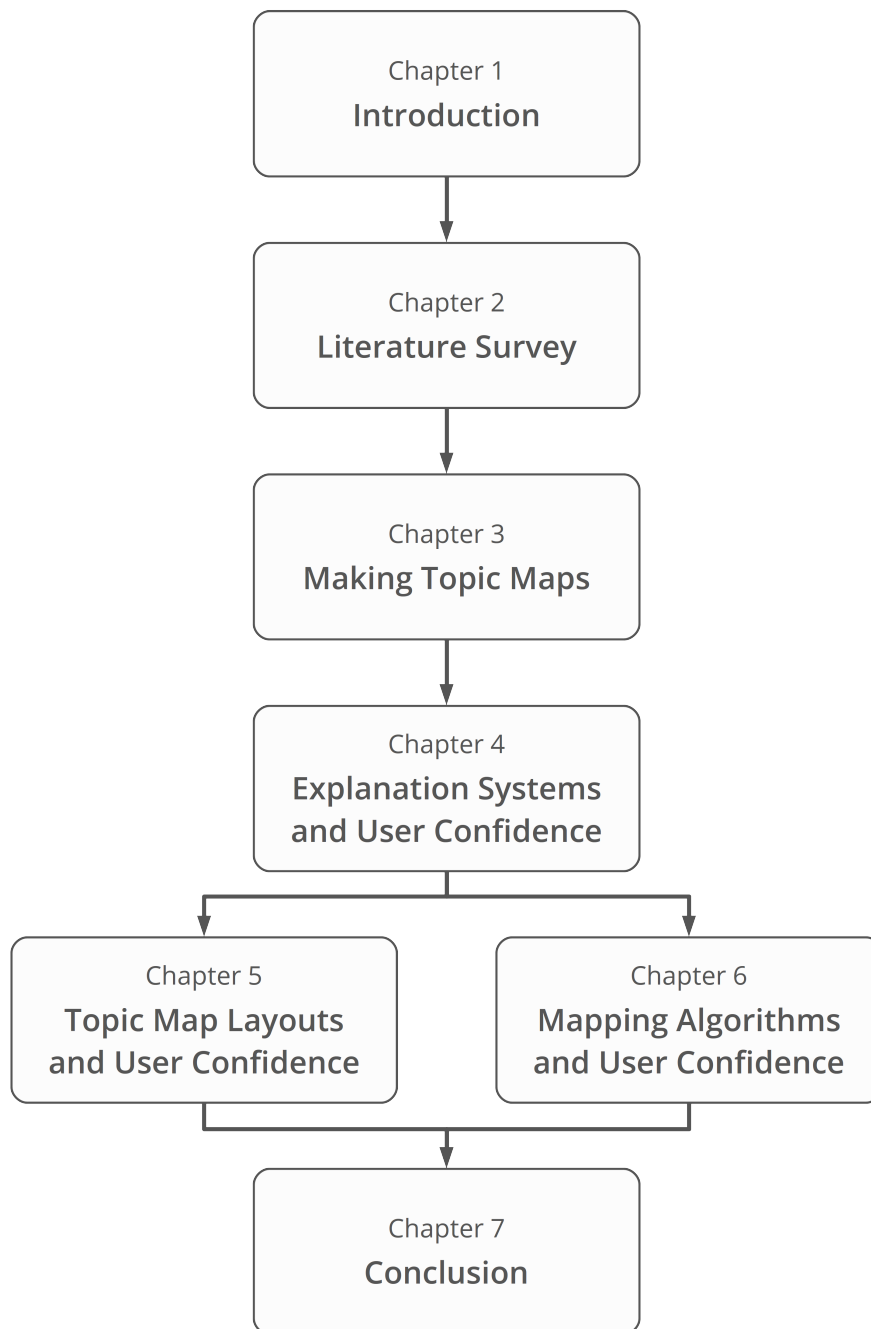 Chapter 1
Introduction
Chapter 2
Literature Survey
Chapter 3
Making Topic Maps
Chapter 4
Explanation Systems
and User Confidence
Chapter 5
Topic Map Layouts
and User Confidence
Chapter 6
Mapping Algorithms
and User Confidence
Chapter 7
Conclusion